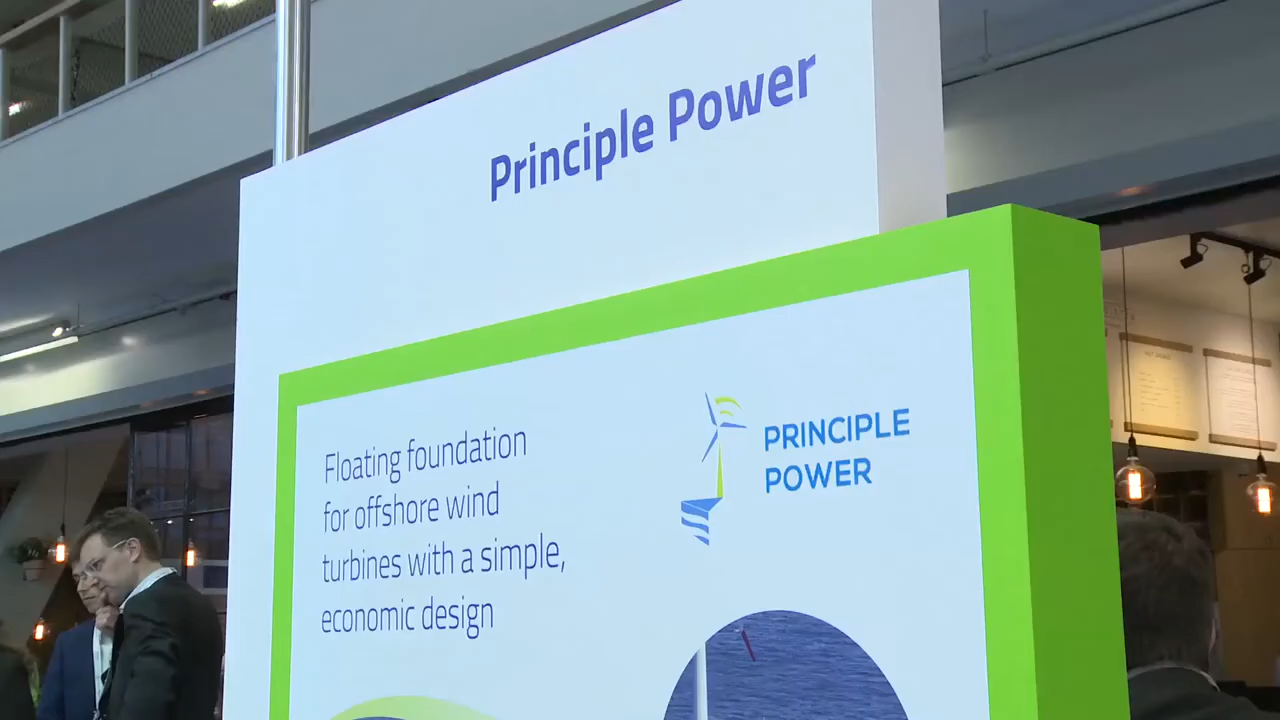 Principle Power
Floating foundation
for offshore wind
turbines with a simple,
economic design
PRINCIPLE
POWER